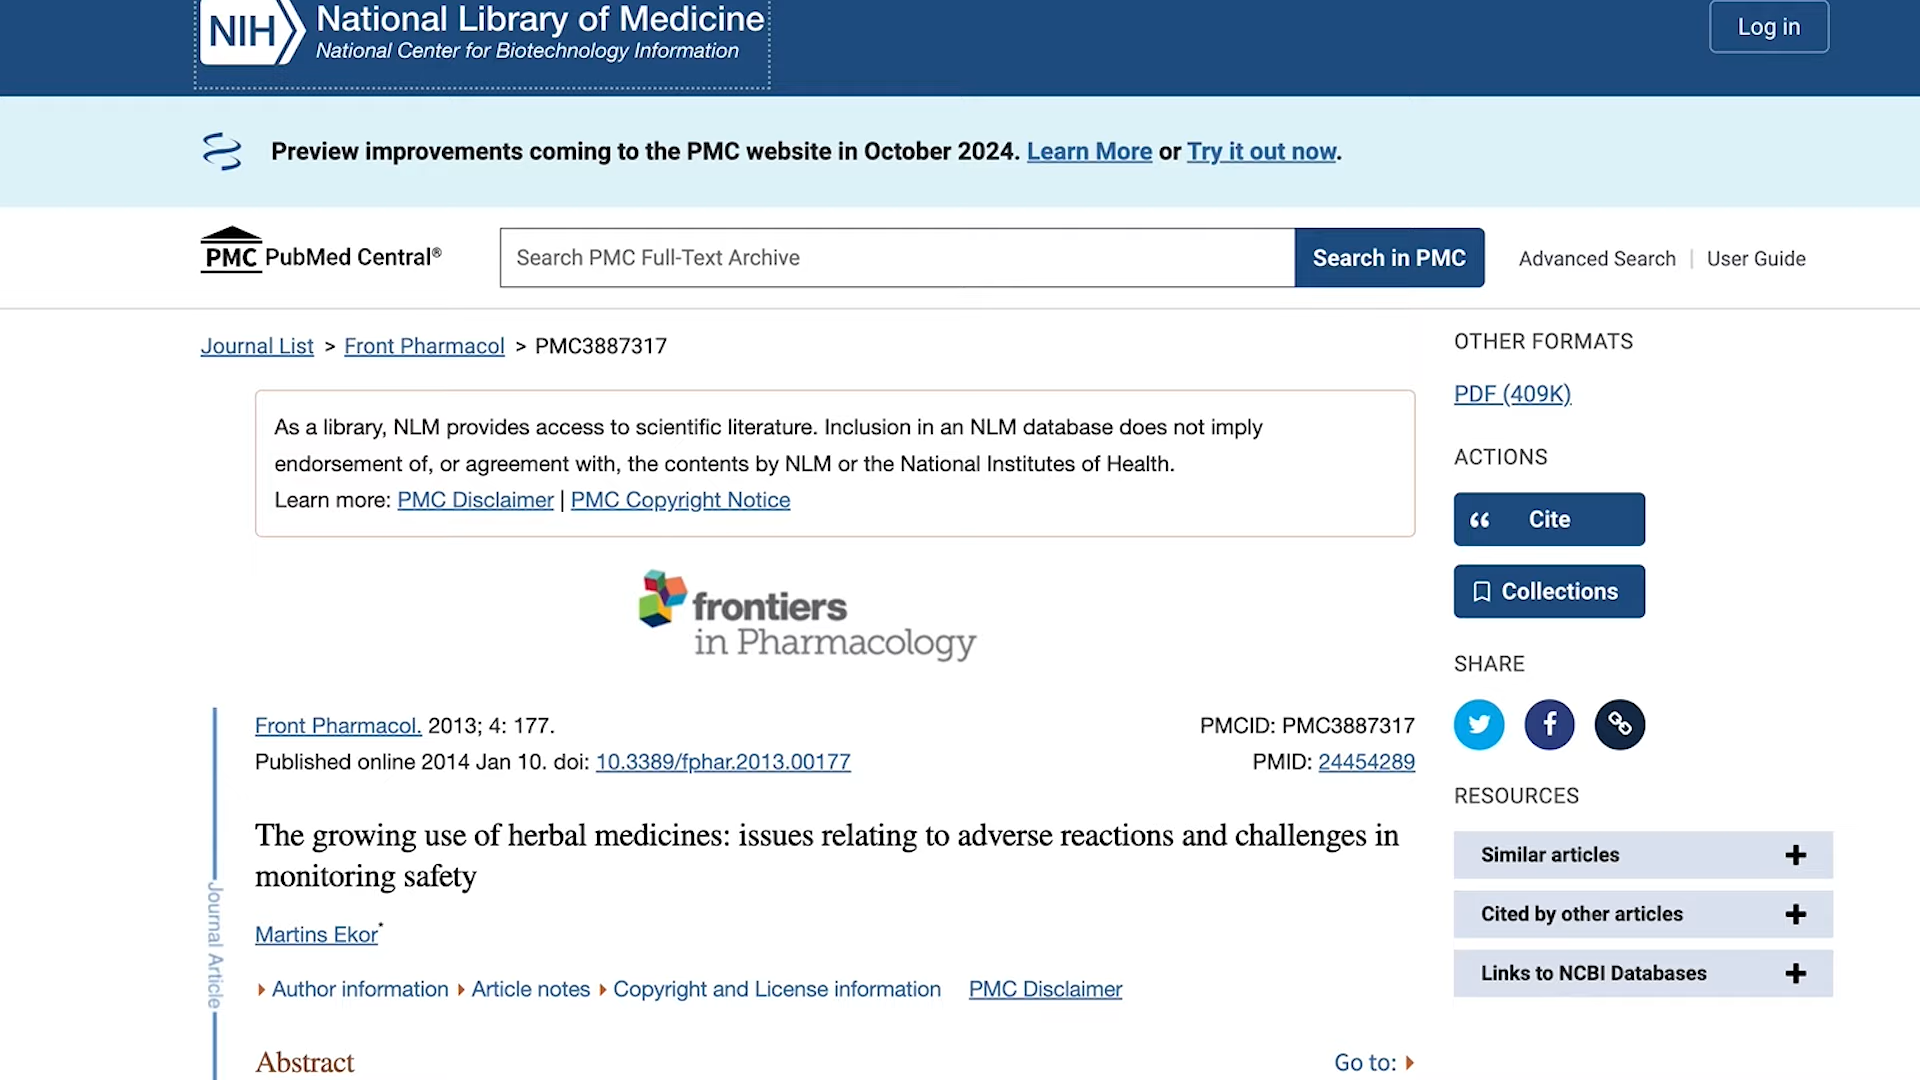 NIH National Library of Medicine
National Center for Biotechnology Information
Log in
Preview improvements coming to the PMC website in October 2024. Learn More or Try it out now.
PMC PubMed Central®
Search PMC Full-Text Archive
Search in PMC
Advanced Search | User Guide
Journal List > Front Pharmacol > PMC3887317
As a library, NLM provides access to scientific literature. Inclusion in an NLM database does not imply
endorsement of, or agreement with, the contents by NLM or the National Institutes of Health.
Learn more: PMC Disclaimer | PMC Copyright Notice
frontiers
in Pharmacology
Front Pharmacol. 2013; 4: 177.
PMCID: PMC3887317
Published online 2014 Jan 10. doi: 10.3389/fphar.2013.00177
PMID: 24454289
The growing use of herbal medicines: issues relating to adverse reactions and challenges in
monitoring safety
Martins Ekor*
Author information Article notes Copyright and License information PMC Disclaimer
Abstract
Go to:
Journal Article
OTHER FORMATS
PDF (409K)
ACTIONS
Cite
Collections
SHARE
RESOURCES
Similar articles
Cited by other articles
Links to NCBI Databases